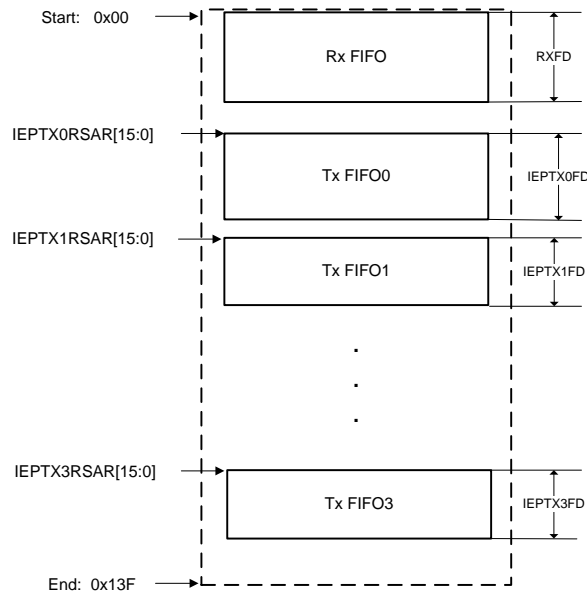 Start: 0x00
Rx FIFO
RXFD
IEPTX0RSAR[15:0]
Tx FIFO0
IEPTX0FD
IEPTX1RSAR[15:0]
Tx FIFO1
IEPTX1FD
.
.
.
IEPTX3RSAR[15:0]
Tx FIFO3
IEPTX3FD
End: 0x13F